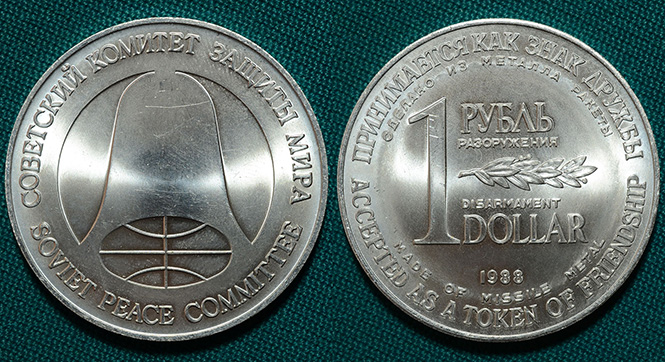 СОВЕТСКИЙ КОМИТЕТ ЗАЩИТЫ МИРА
SOVIET PEACE COMMITTEE
ПРИНИМАЕТСЯ КАК ЗНАК ДРУЖБЫ
СДЕЛАНО ИЗ МЕТАЛЛА РАКЕТЫ
1 РУБЛЬ
РАЗОРУЖЕНИЯ
DISARMAMENT
DOLLAR
1988
MADE OF MISSILE METAL
ACCEPTED AS A TOKEN OF FRIENDSHIP